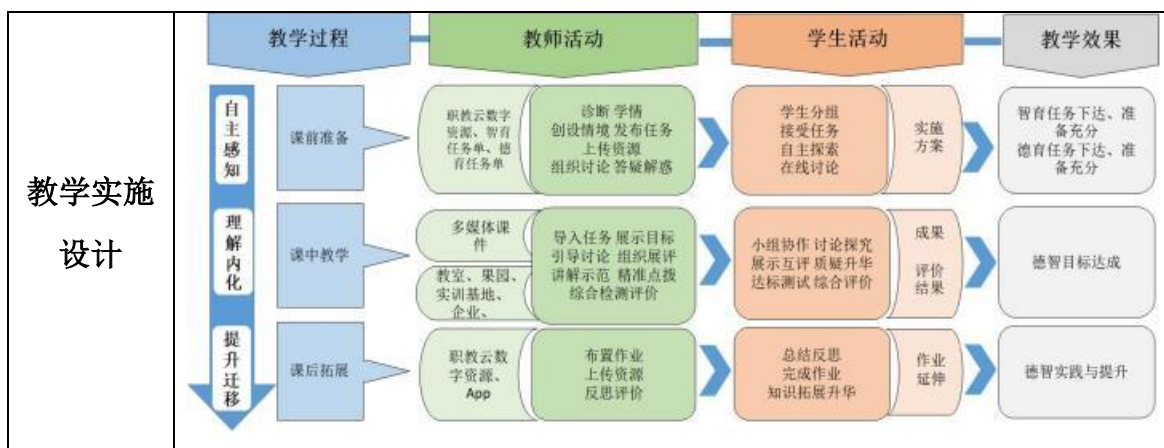 教学实施
设计
教学过程
教师活动
学生活动
教学效果
自主感知
课前准备
职教云数字
资源、智育
任务单、德
育任务单
诊断 学情
创设情境 发布任务
上传资源
组织讨论 答疑解惑
学生分组
接受任务
自主探索
在线讨论
实施
方案
智育任务下达、准
备充分
德育任务下达、准
备充分
理解内化
课中教学
多媒体课
件
教室、果园、
实训基地、
企业、
导入任务 展示目标
引导讨论 组织展评
讲解示范 精准点拨
综合检测评价
小组协作 讨论探究
展示互评 质疑升华
达标测试 综合评价
成果
评价
结果
德智目标达成
提升迁移
课后拓展
职教云数
字资源、
App
布置作业
上传资源
反思评价
总结反思
完成作业
知识拓展升华
作业
延伸
德智实践与提升